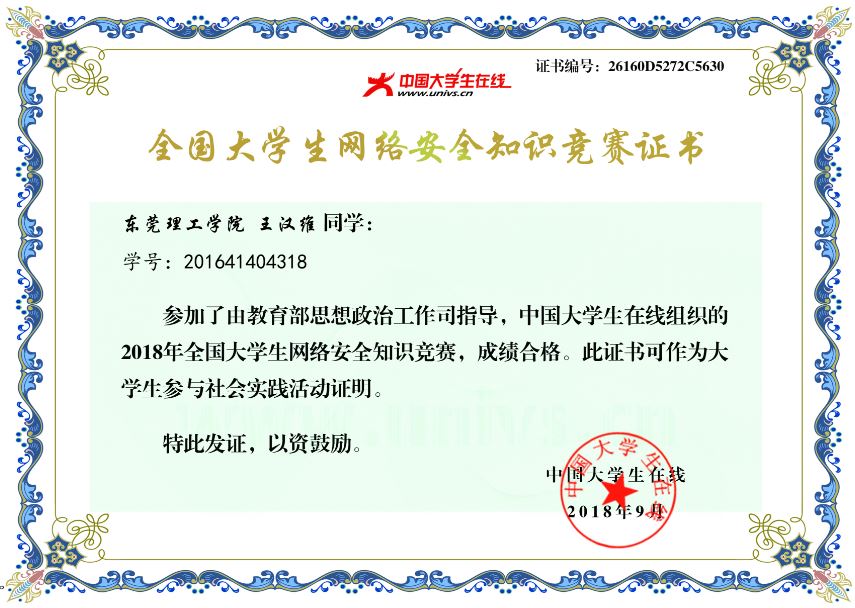 证书编号：26160D5272C5630
中国大学生在线
www.univs.cn
全国大学生网络安全知识竞赛证书
东莞理工学院 王汉维 同学：
学号：201641404318
参加了由教育部思想政治工作司指导，中国大学生在线组织的
2018年全国大学生网络安全知识竞赛，成绩合格。此证书可作为大
学生参与社会实践活动证明。
www.univs.cn
特此发证，以资鼓励。
中国大学生在线
2018年9月
中国大学生在线